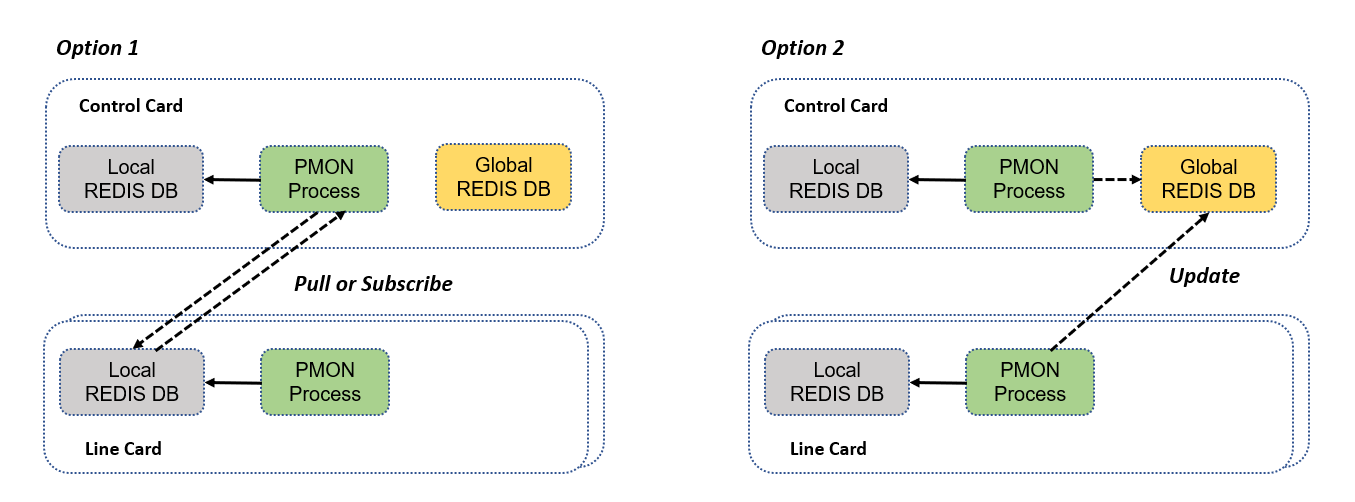 Option 1
Control Card
Local
REDIS DB
PMON
Process
Global
REDIS DB
Pull or Subscribe
Local
REDIS DB
PMON
Process
Line Card
Option 2
Control Card
Local
REDIS DB
PMON
Process
Global
REDIS DB
Update
Local
REDIS DB
PMON
Process
Line Card